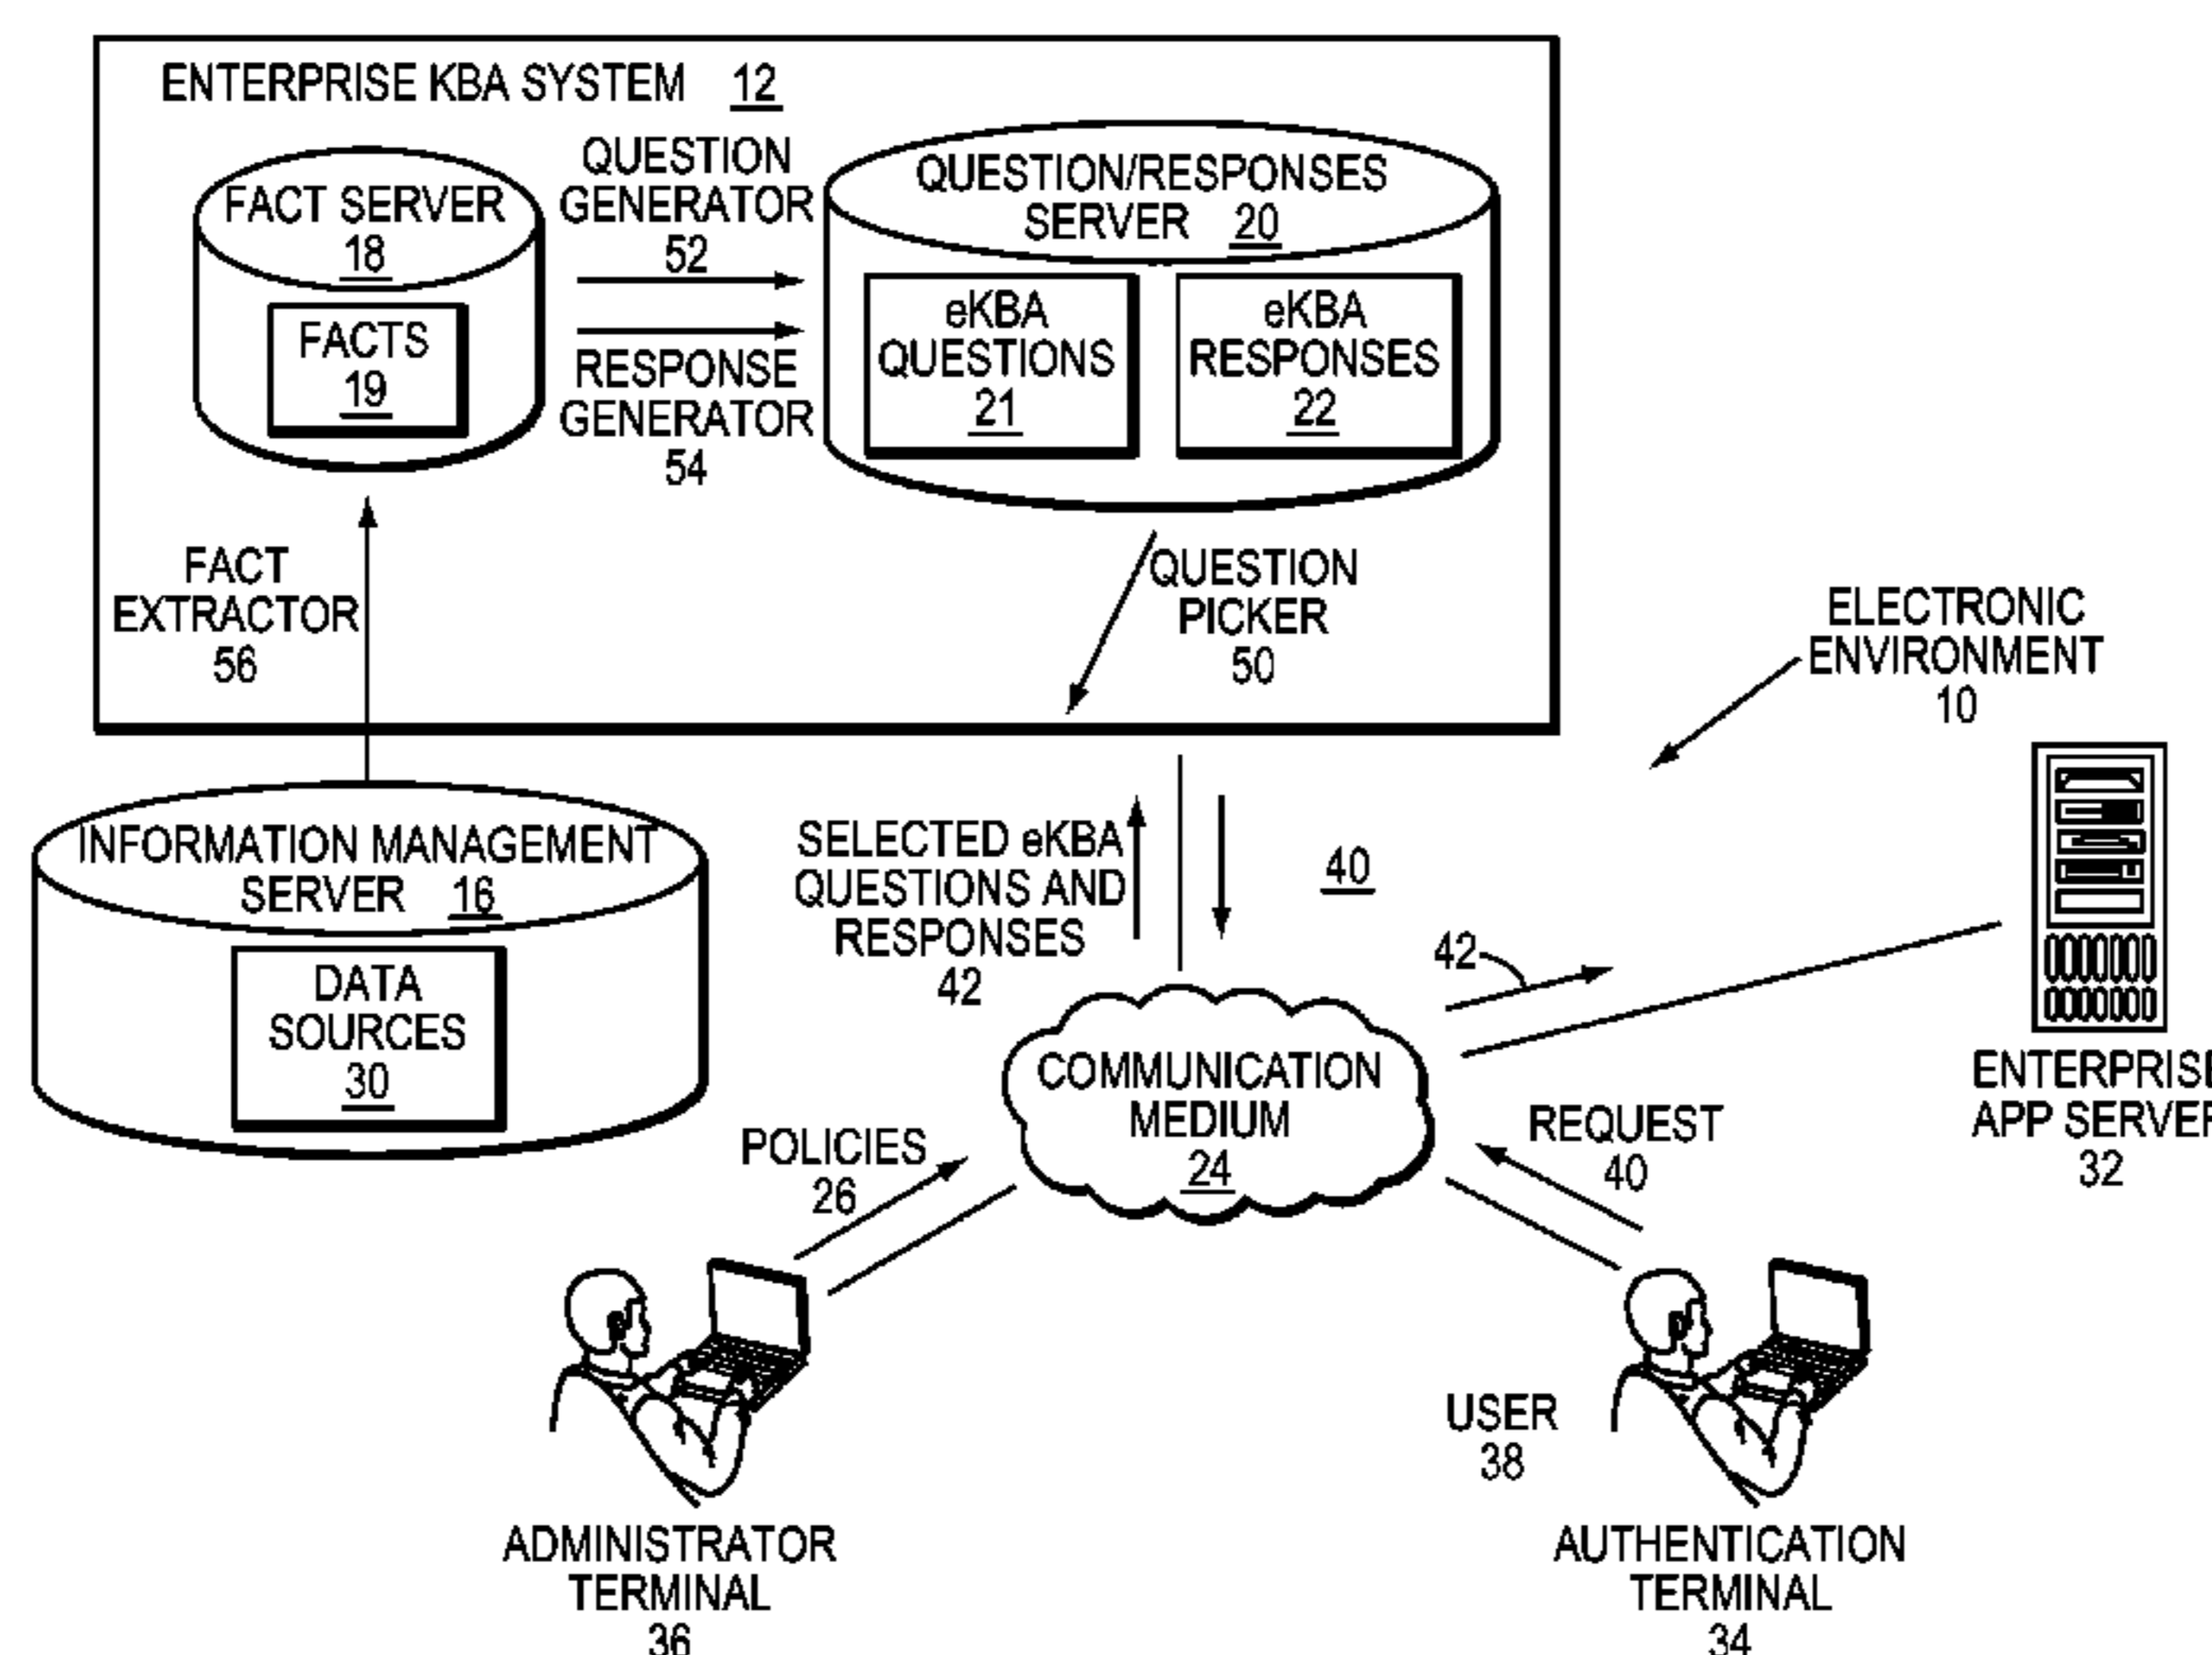 ENTERPRISE KBA SYSTEM 12
FACT SERVER
18
FACTS
19
QUESTION
GENERATOR
52
RESPONSE
GENERATOR
54
QUESTION/RESPONSES
SERVER 20
eKBA
QUESTIONS
21
eKBA
RESPONSES
22
FACT
EXTRACTOR
56
QUESTION
PICKER
50
ELECTRONIC
ENVIRONMENT
10
INFORMATION MANAGEMENT
SERVER 16
DATA
SOURCES
30
SELECTED eKBA
QUESTIONS AND
RESPONSES
42
40
42
COMMUNICATION
MEDIUM
24
ENTERPRISE
APP SERVER
32
POLICIES
26
REQUEST
40
USER
38
ADMINISTRATOR
TERMINAL
36
AUTHENTICATION
TERMINAL
34